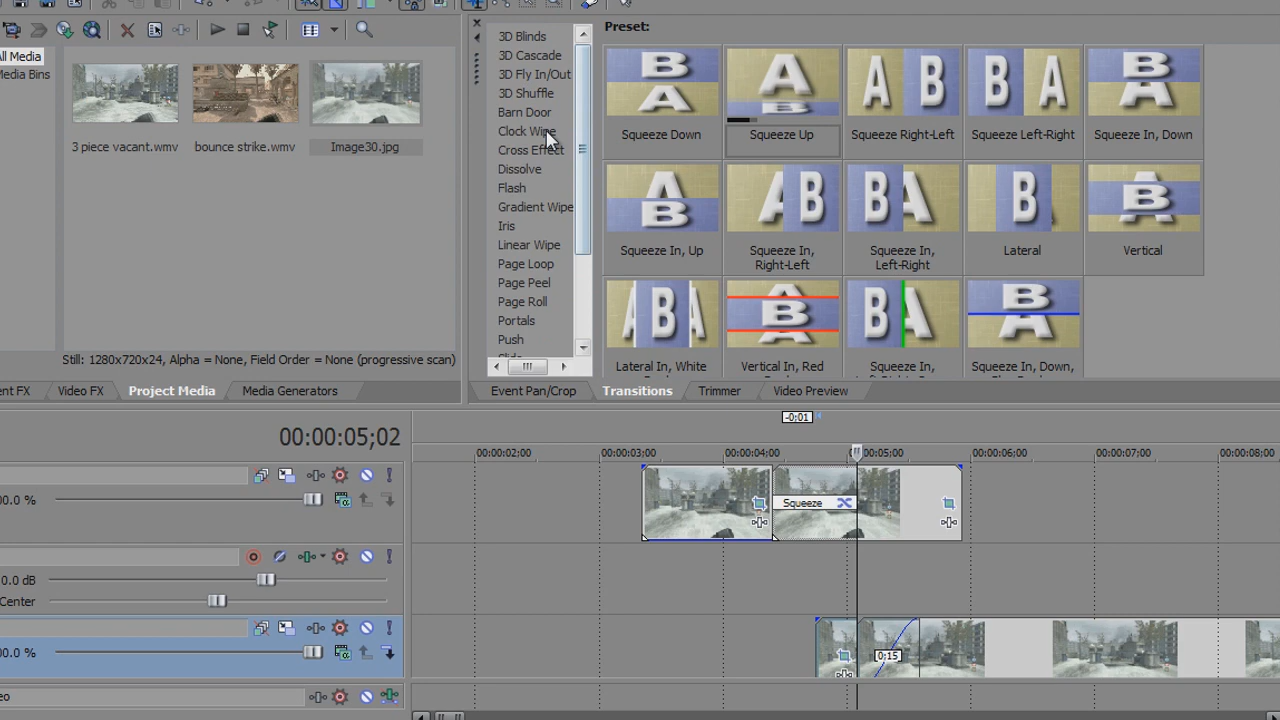 All Media
Media Bins
3 piece vacant.wmv
bounce strike.wmv
Image30.jpg
Still: 1280x720x24, Alpha = None, Field Order = None (progressive scan)
ent FX
Video FX
Project Media
Media Generators
3D Blinds
3D Cascade
3D Fly In/Out
3D Shuffle
Barn Door
Clock Wipe
Cross Effect
Dissolve
Flash
Gradient Wipe
Iris
Linear Wipe
Page Loop
Page Peel
Page Roll
Portals
Push
Slide
Preset:
Squeeze Down
Squeeze Up
Squeeze Right-Left
Squeeze Left-Right
Squeeze In, Down
Squeeze In, Up
Squeeze In,
Right-Left
Squeeze In,
Left-Right
Lateral
Vertical
Lateral In, White
Vertical In, Red
Squeeze In,
Squeeze In, Down,
Event Pan/Crop
Transitions
Trimmer
Video Preview
-0;01
00:00:05;02
00:00:02;00
00:00:03;00
00:00:04;00
00:05;00
00:00:06;00
00:00:07;00
00:00:08;00
00.0 %
Squeeze
0.0 dB
Center
00.0 %
0;15
eo